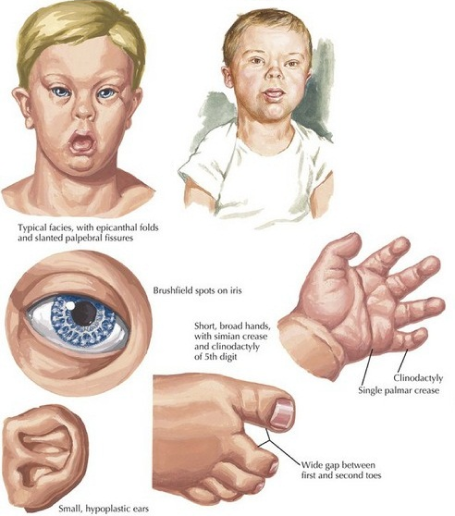 Typical facies, with epicanthal folds
and slanted palpebral fissures
Brushfield spots on iris
Short, broad hands,
with simian crease
and clinodactyly
of 5th digit
Clinodactyly
Single palmar crease
Wide gap between
first and second toes
Small, hypoplastic ears